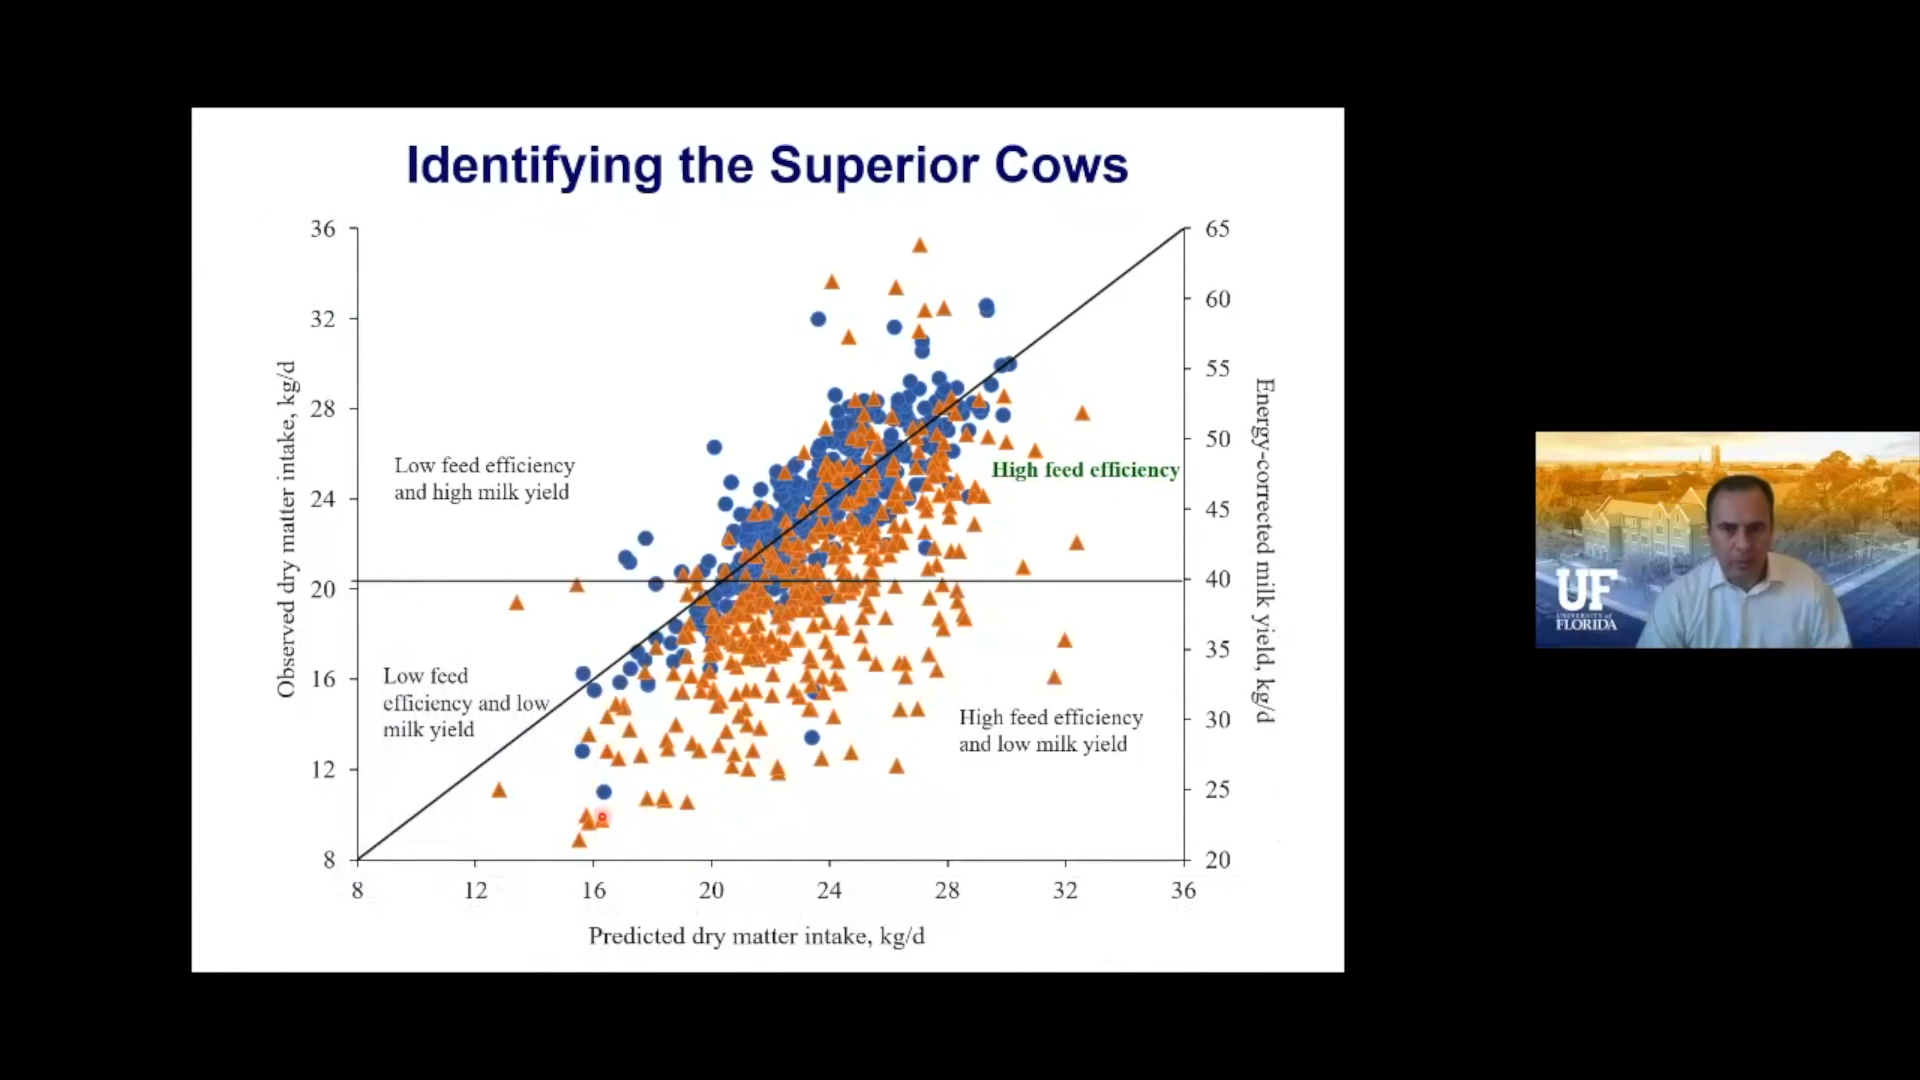 Identifying the Superior Cows
36
32
28
24
20
16
12
8
Observed dry matter intake, kg/d
65
60
55
50
45
40
35
30
25
20
Energy-corrected milk yield, kg/d
Low feed efficiency
and high milk yield
High feed efficiency
Low feed
efficiency and low
milk yield
High feed efficiency
and low milk yield
8 12 16 20 24 28 32 36
Predicted dry matter intake, kg/d
UF
UNIVERSITY of
FLORIDA